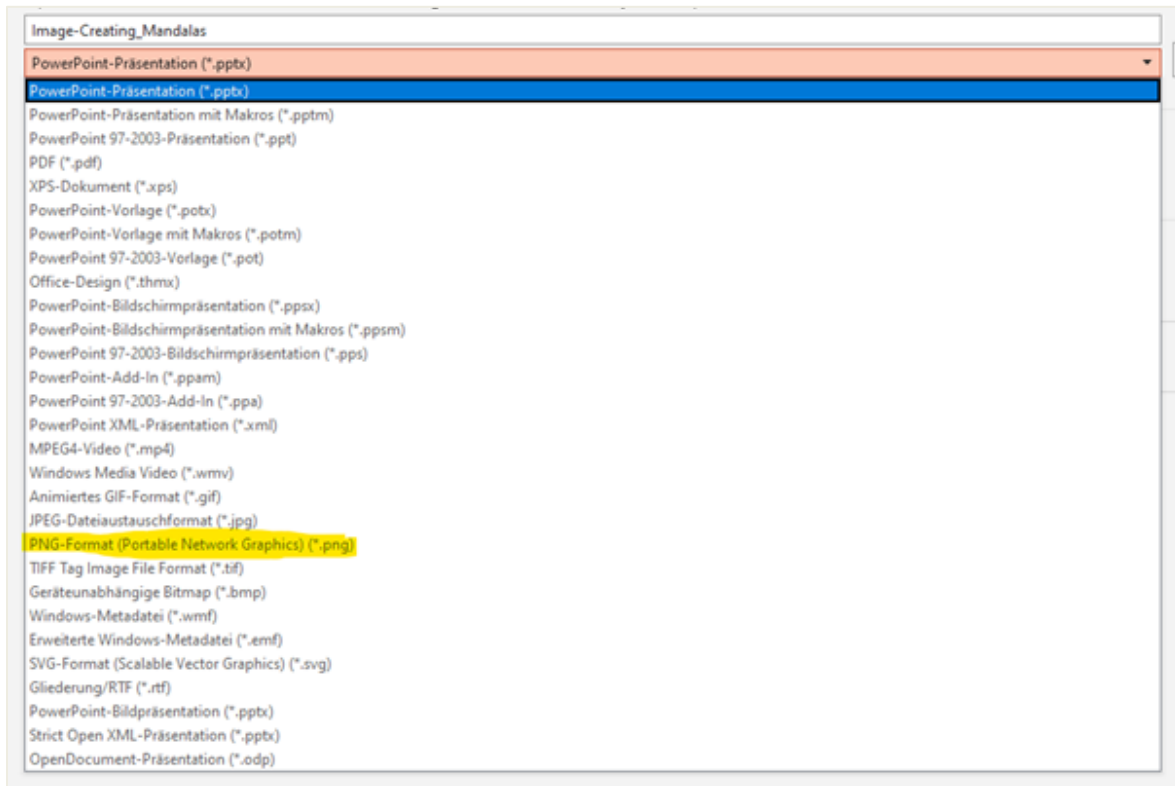 Image-Creating_Mandalas
PowerPoint-Präsentation (*.pptx)
PowerPoint-Präsentation (*.pptx)
PowerPoint-Präsentation mit Makros (*.pptm)
PowerPoint 97-2003-Präsentation (*.ppt)
PDF (*.pdf)
XPS-Dokument (*.xps)
PowerPoint-Vorlage (*.potx)
PowerPoint-Vorlage mit Makros (*.potm)
PowerPoint 97-2003-Vorlage (*.pot)
Office-Design (*.thmx)
PowerPoint-Bildschirmpräsentation (*.ppsx)
PowerPoint-Bildschirmpräsentation mit Makros (*.ppsm)
PowerPoint 97-2003-Bildschirmpräsentation (*.pps)
PowerPoint-Add-In (*.ppam)
PowerPoint 97-2003-Add-In (*.ppa)
PowerPoint XML-Präsentation (*.xml)
MPEG4-Video (*.mp4)
Windows Media Video (*.wmv)
Animiertes GIF-Format (*.gif)
JPEG-Dateiaustauschformat (*.jpg)
PNG-Format (Portable Network Graphics) (*.png)
TIFF Tag Image File Format (*.tif)
Geräteunabhängige Bitmap (*.bmp)
Windows-Metadatei (*.wmf)
Erweiterte Windows-Metadatei (*.emf)
SVG-Format (Scalable Vector Graphics) (*.svg)
Gliederung/RTF (*.rtf)
PowerPoint-Bildpräsentation (*.pptx)
Strict Open XML-Präsentation (*.pptx)
OpenDocument-Präsentation (*.odp)